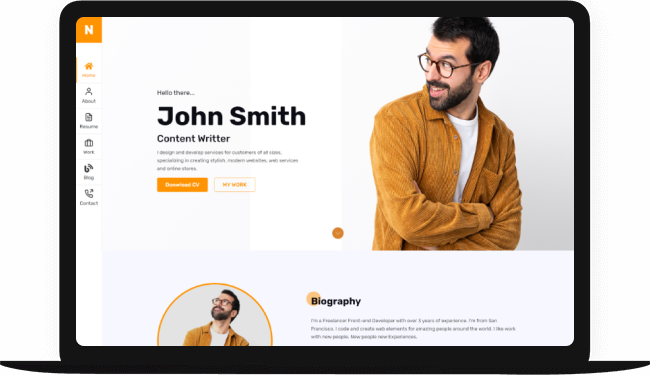 N
Home
About
Resume
Work
Blog
Contact
Hello there...
John Smith
Content Writter
I design and develop services for customers of all sizes,
specializing in creating stylish, modern websites, web services
and online stores.
Download CV
MY WORK
Biography
I'm a Freelancer Front-end Developer with over 3 years of experience. I'm from San
Francisco. I code and create web elements for amazing people around the world. I like work
with new people. New people new Experiences.